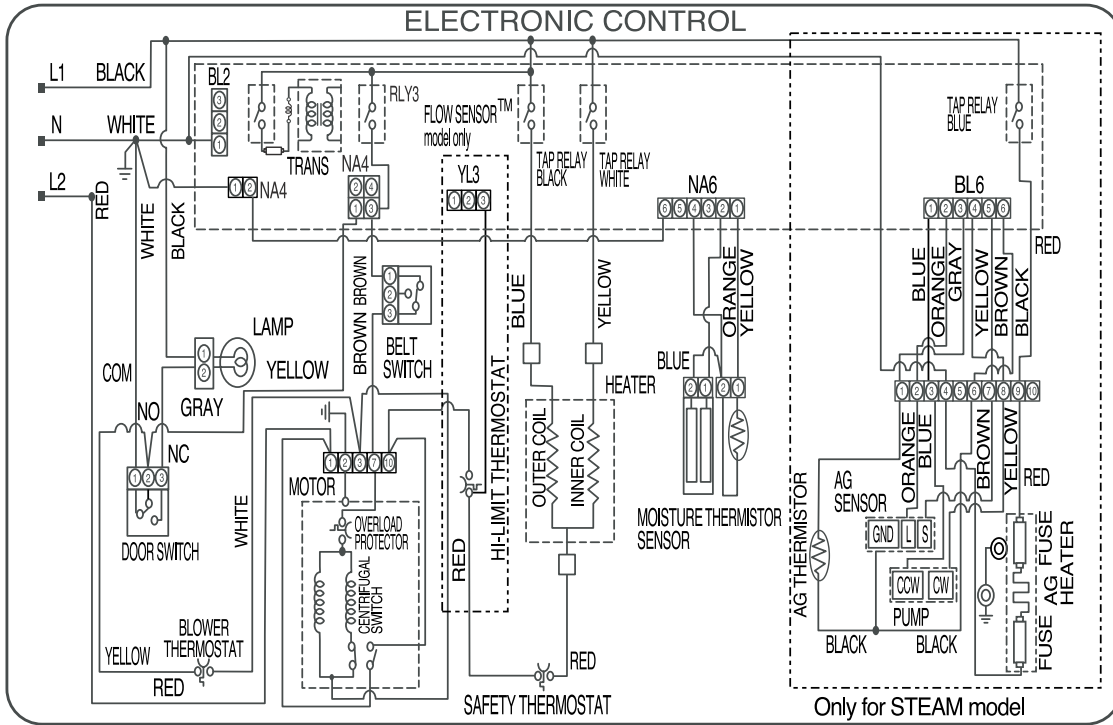 ELECTRONIC CONTROL
L1 BLACK
BL2
3
2
1
RLY3
FLOW SENSOR™
model only
TAP RELAY
BLUE
N WHITE
TRANS
NA4
YL3
TAP RELAY
BLACK
TAP RELAY
WHITE
NA6
BL6
L2
RED
1 2 NA4
2 4
1 3
1 2 3
6 5 4 3 2 1
1 2 3 4 5 6
WHITE
BLACK
BROWN
BROWN
BLUE
YELLOW
ORANGE
YELLOW
BLUE
ORANGE
GRAY
YELLOW
BROWN
BLACK
RED
1
2
3
BELT
SWITCH
LAMP
1
2
YELLOW
GRAY
COM
NO
NC
HEATER
BLUE
2 1 2 1
1 2 3 4 5 6 7 8 9 10
HI-LIMIT THERMOSTAT
OUTER COIL
INNER COIL
1 2 3
DOOR SWITCH
WHITE
MOTOR
1 2 3 7 10
OVERLOAD
PROTECTOR
CENTRIFUGAL
SWITCH
RED
MOISTURE
SENSOR
THERMISTOR
AG THERMISTOR
AG
SENSOR
ORANGE
BLUE
BROWN
YELLOW
RED
GND L S
CCW CW
PUMP
BLACK
BLACK
FUSE
FUSE
AG
HEATER
BLOWER
THERMOSTAT
YELLOW
RED
RED
SAFETY THERMOSTAT
Only for STEAM model